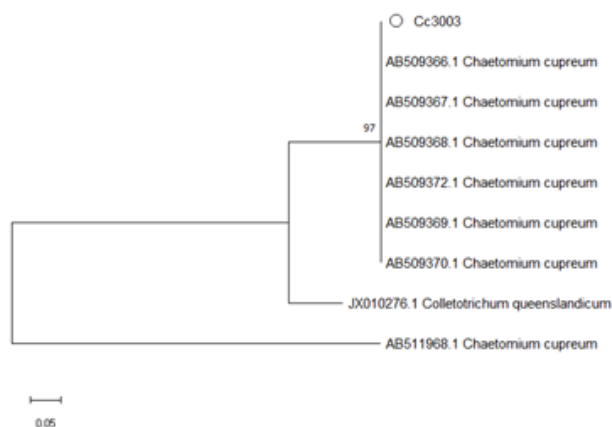 Cc3003
AB509366.1 Chaetomium cupreum
AB509367.1 Chaetomium cupreum
97
AB509368.1 Chaetomium cupreum
AB509372.1 Chaetomium cupreum
AB509369.1 Chaetomium cupreum
AB509370.1 Chaetomium cupreum
JX010276.1 Colletotrichum queenslandicum
AB511968.1 Chaetomium cupreum
0.05